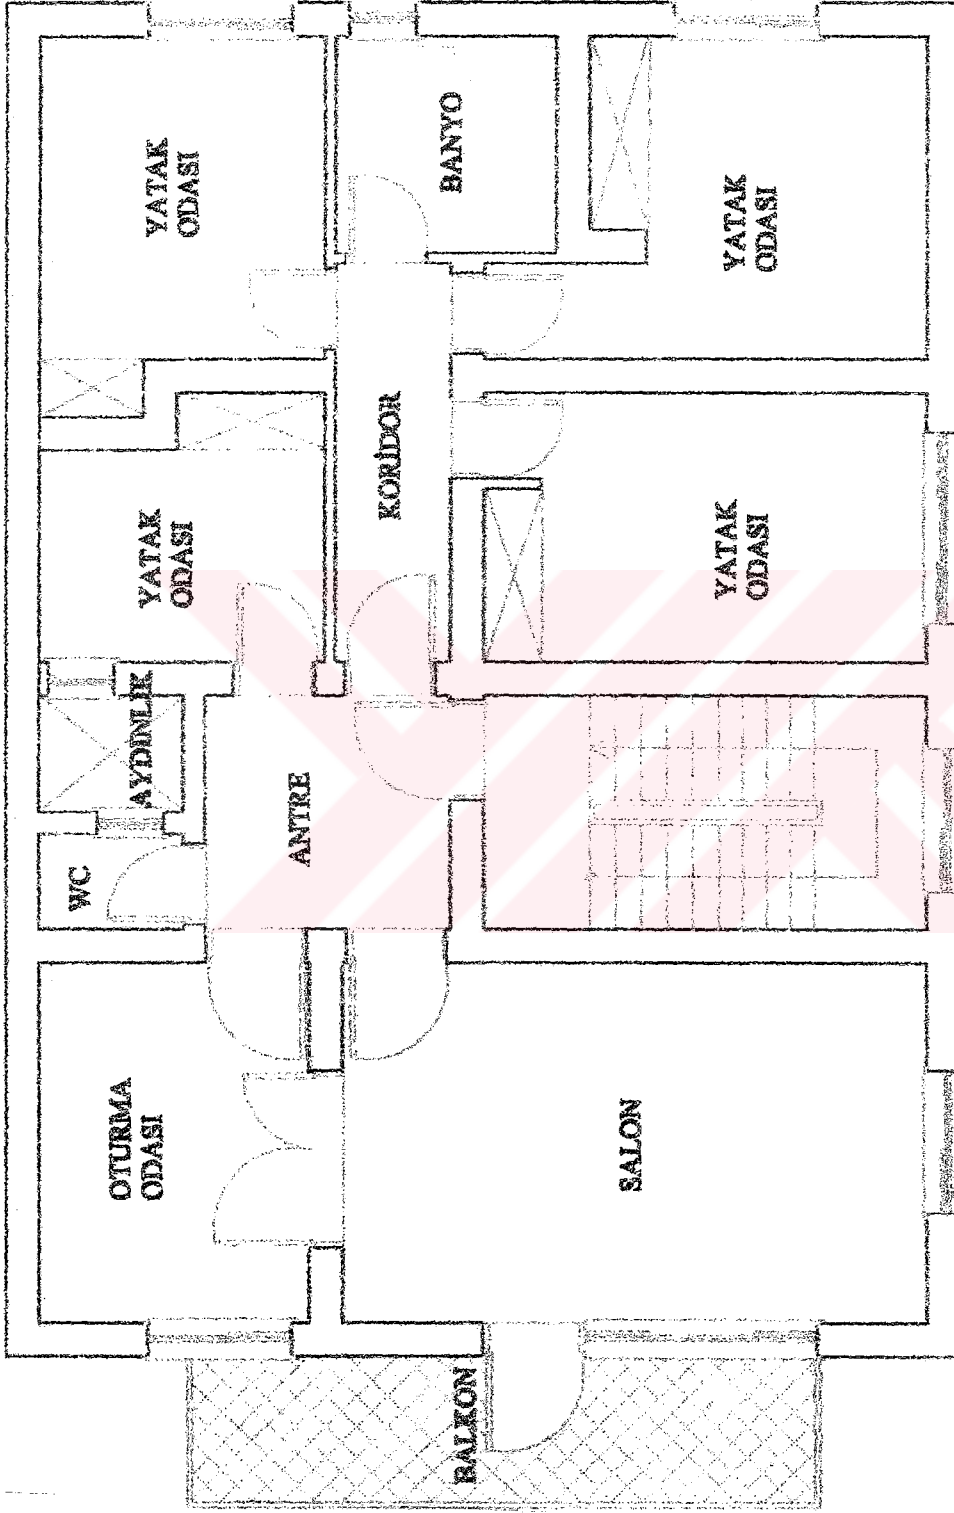 YATAK
ODASI
BANYO
YATAK
ODASI
YATAK
ODASI
KORİDOR
YATAK
ODASI
AYDINLIK
WC
ANTRE
OTURMA
ODASI
SALON
BALKON